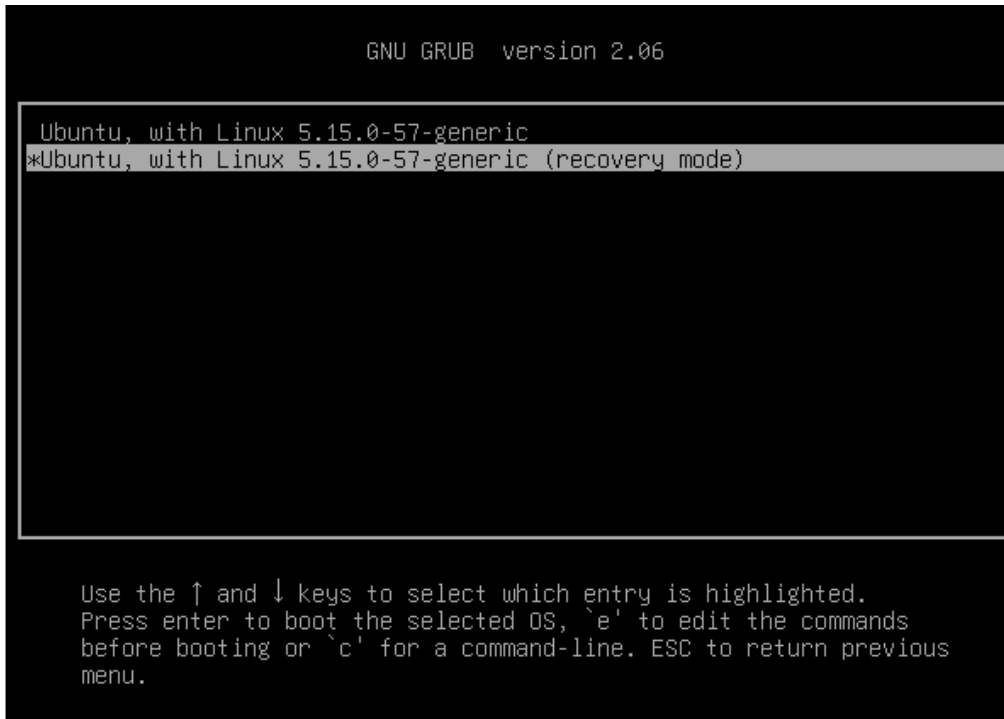 GNU GRUB  version 2.06
Ubuntu, with Linux 5.15.0-57-generic
*Ubuntu, with Linux 5.15.0-57-generic (recovery mode)
Use the ↑ and ↓ keys to select which entry is highlighted.
Press enter to boot the selected OS, `e' to edit the commands
before booting or `c' for a command-line. ESC to return previous
menu.